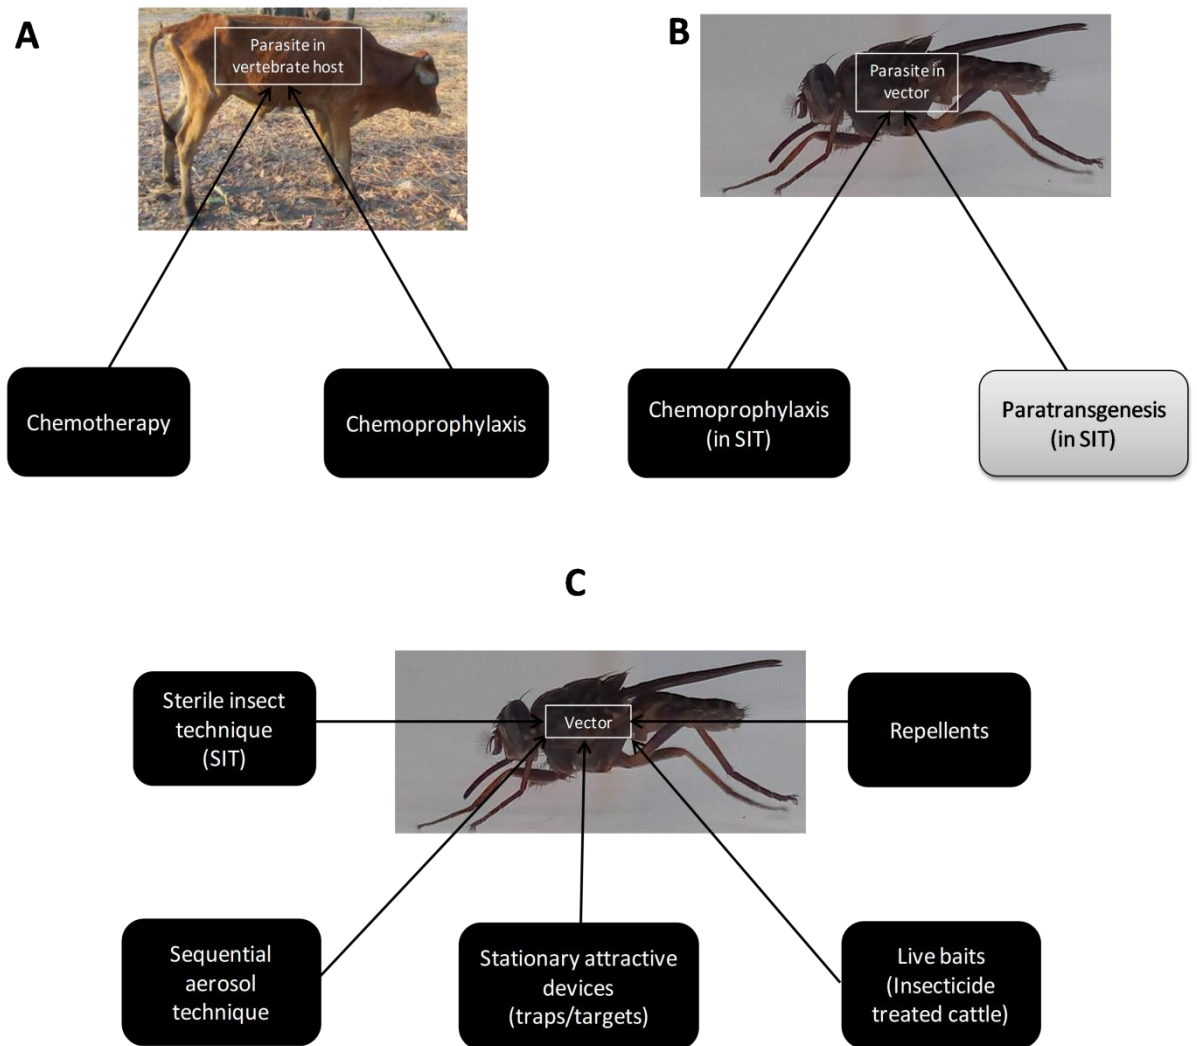 A
Parasite in
vertebrate host
Chemotherapy
Chemoprophylaxis
B
Parasite in
vector
Chemoprophylaxis
(in SIT)
Paratransgenesis
(in SIT)
C
Sterile insect
technique
(SIT)
Vector
Repellents
Sequential
aerosol
technique
Stationary attractive
devices
(traps/targets)
Live baits
(Insecticide
treated cattle)